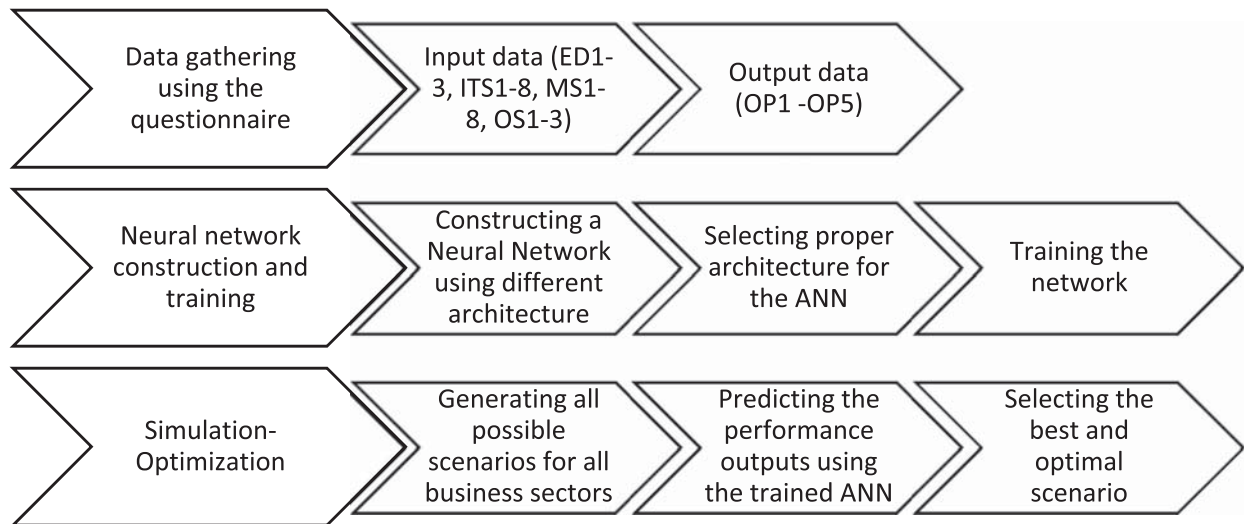 Data gathering
using the
questionnaire
Input data (ED1-
3, ITS1-8, MS1-
8, OS1-3)
Output data
(OP1 -OP5)
Neural network
construction and
training
Constructing a
Neural Network
using different
architecture
Selecting proper
architecture for
the ANN
Training the
network
Simulation-
Optimization
Generating all
possible
scenarios for all
business sectors
Predicting the
performance
outputs using
the trained ANN
Selecting the
best and
optimal
scenario